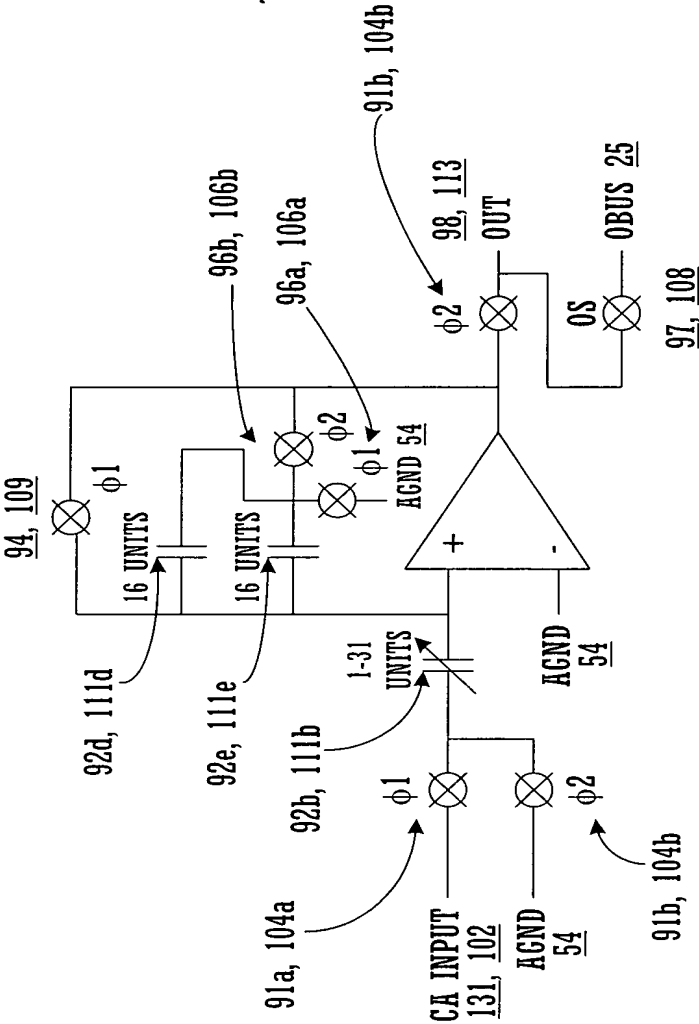 94, 109
ϕ1
92d, 111d
16 UNITS
92e, 111e
16 UNITS
96b, 106b
96a, 106a
ϕ2
ϕ1
AGND 54
91b, 104b
ϕ2
98, 113
OUT
OS
OBUS 25
97, 108
92b, 111b
1-31
UNITS
+
-
AGND
54
91a, 104a
ϕ1
CA INPUT
131, 102
AGND
54
ϕ2
91b, 104b